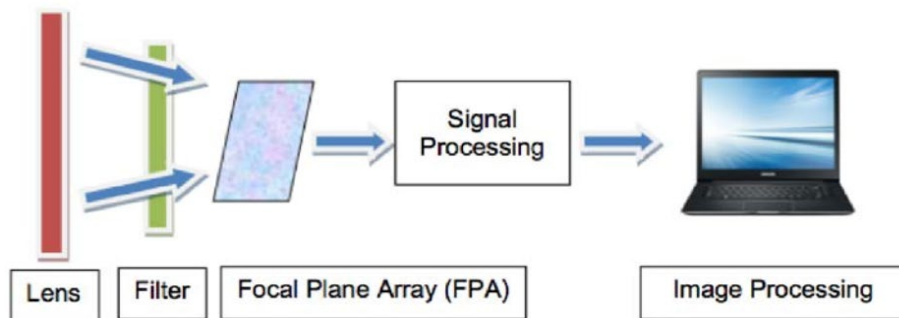 Signal
Processing
Lens
Filter
Focal Plane Array (FPA)
Image Processing